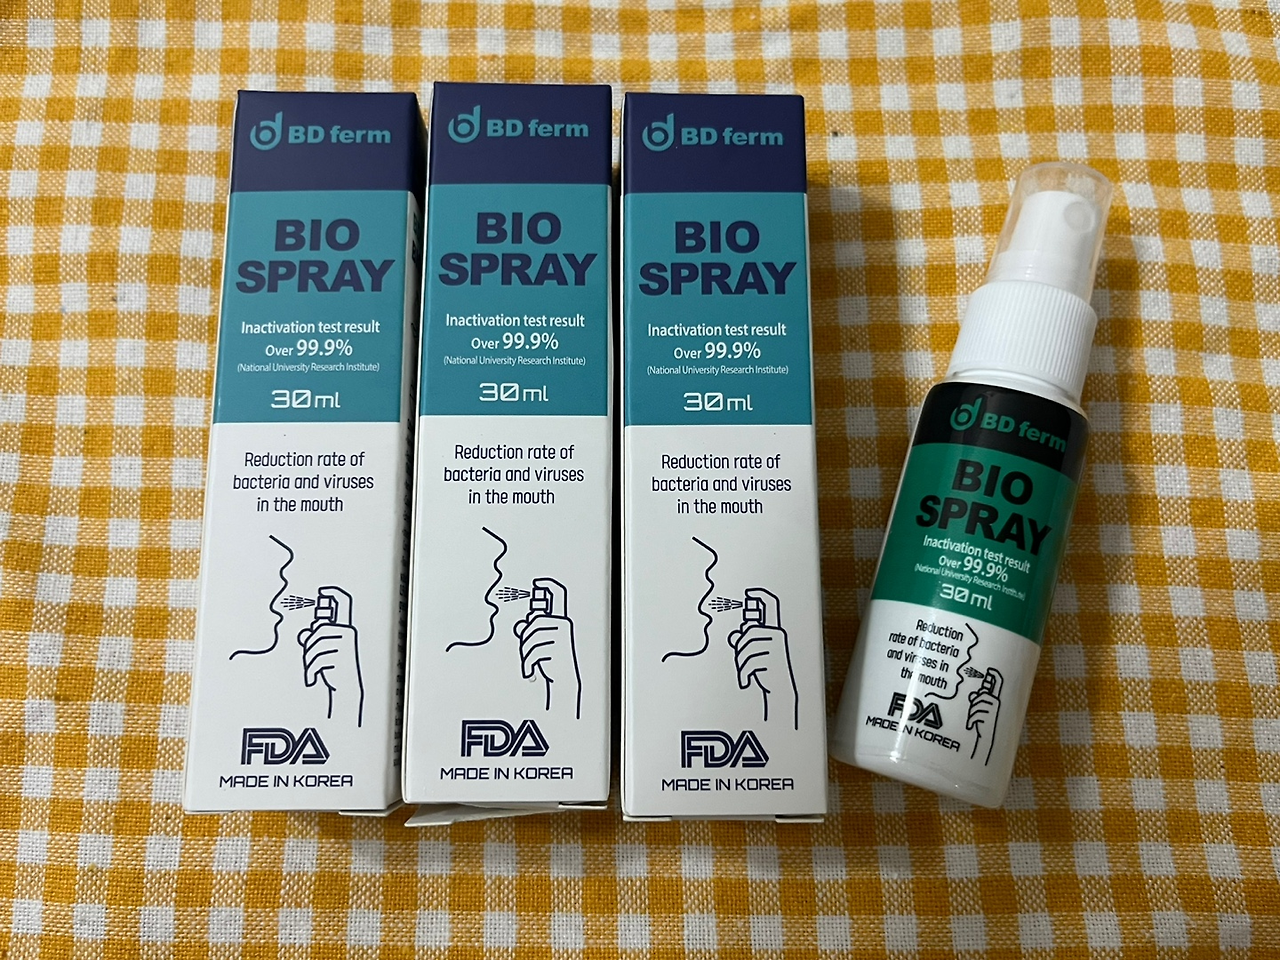 BD ferm
BIO
SPRAY
Inactivation test result
Over 99.9%
(National University Research Institute)
30ml
Reduction rate of
bacteria and viruses
in the mouth
FDA
MADE IN KOREA
BD ferm
BIO
SPRAY
Inactivation test result
Over 99.9%
(National University Research Institute)
30ml
Reduction rate of
bacteria and viruses
in the mouth
FDA
MADE IN KOREA
BD ferm
BIO
SPRAY
Inactivation test result
Over 99.9%
(National University Research Institute)
30ml
Reduction rate of
bacteria and viruses
in the mouth
FDA
MADE IN KOREA
BD ferm
BIO
SPRAY
Inactivation test result
Over 99.9%
(National University Research Institute)
30ml
Reduction
rate of bacteria
and viruses in
the mouth
FDA
MADE IN KOREA